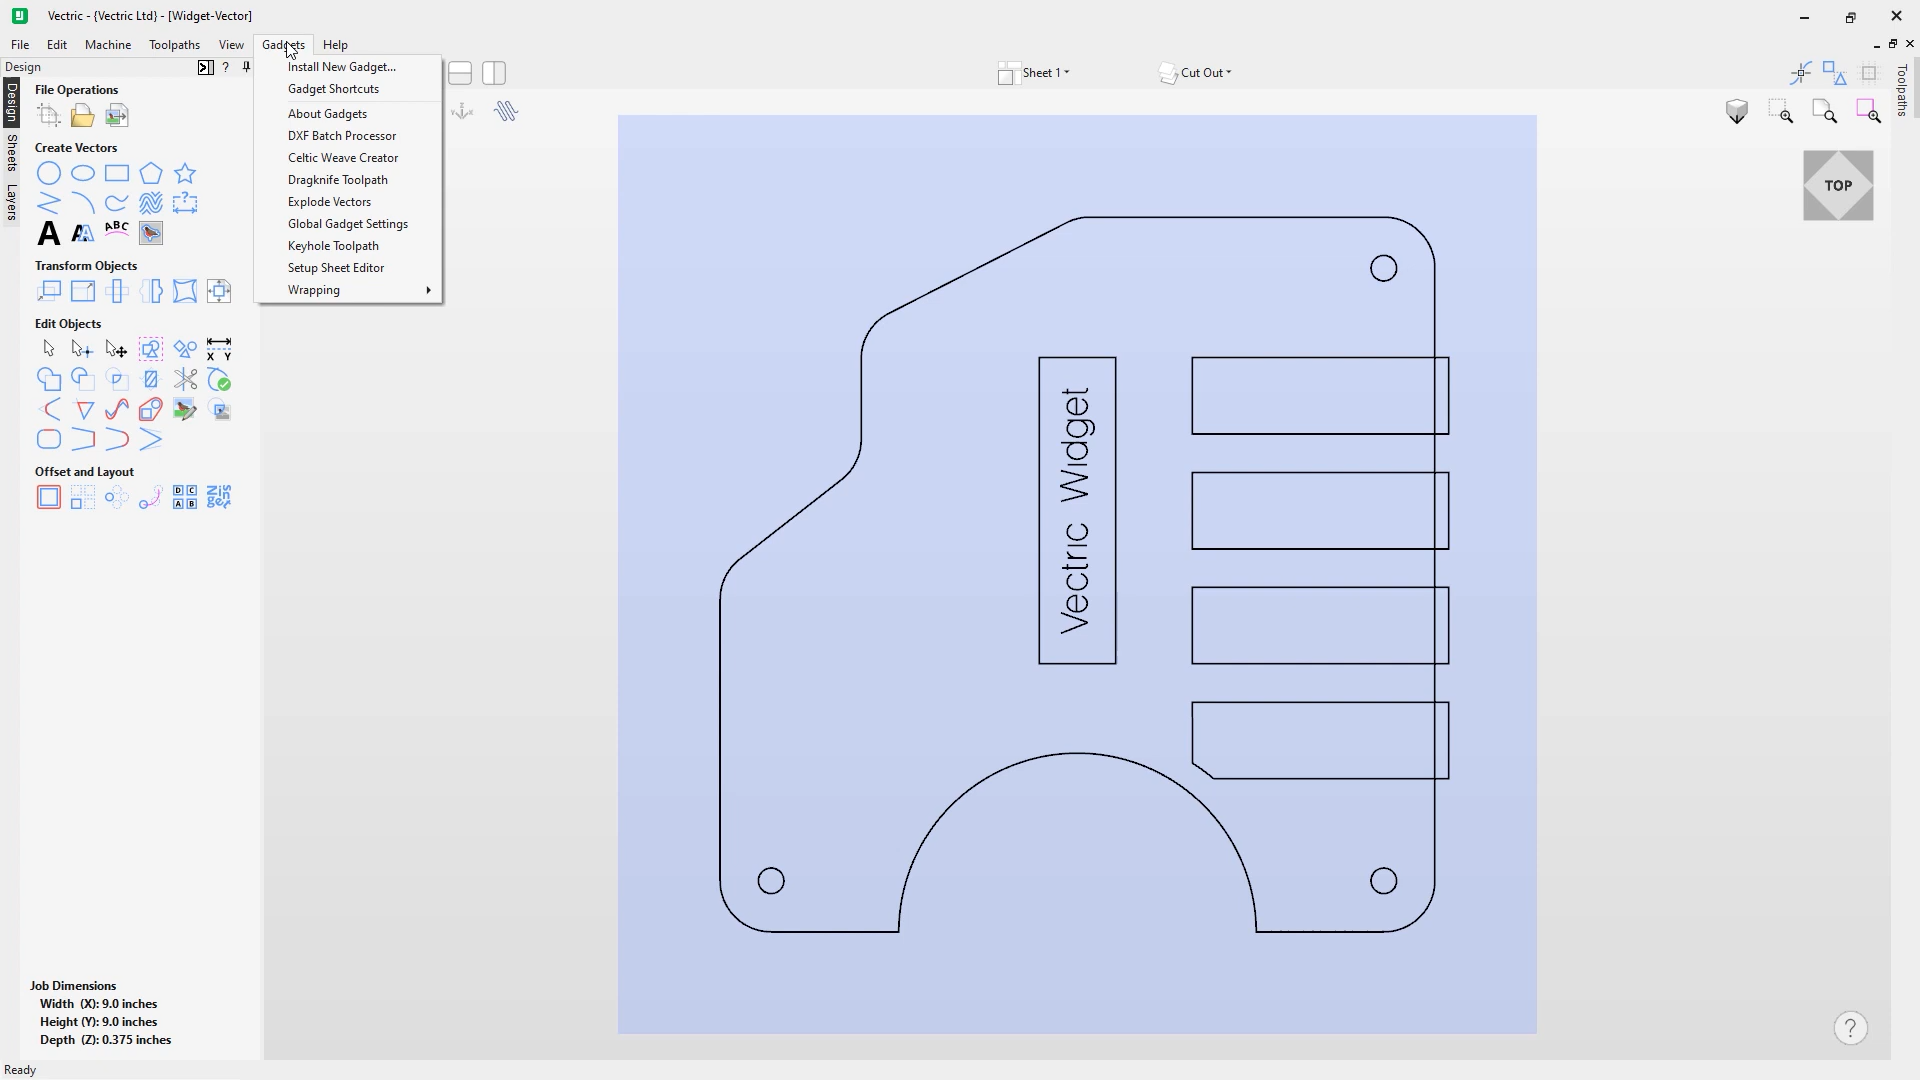 Vectric - {Vectric Ltd} - [Widget-Vector]
File Edit Machine Toolpaths View Gadgets Help
Design
?
Install New Gadget...
Gadget Shortcuts
About Gadgets
DXF Batch Processor
Celtic Weave Creator
Dragknife Toolpath
Explode Vectors
Global Gadget Settings
Keyhole Toolpath
Setup Sheet Editor
Wrapping
Sheet 1
Cut Out
Toolpaths
TOP
Design
Sheets
Layers
File Operations
Create Vectors
A
ABC
Transform Objects
Edit Objects
X Y
Offset and Layout
D C
A B
Vectric Widget
Job Dimensions
Width (X): 9.0 inches
Height (Y): 9.0 inches
Depth (Z): 0.375 inches
?
Ready